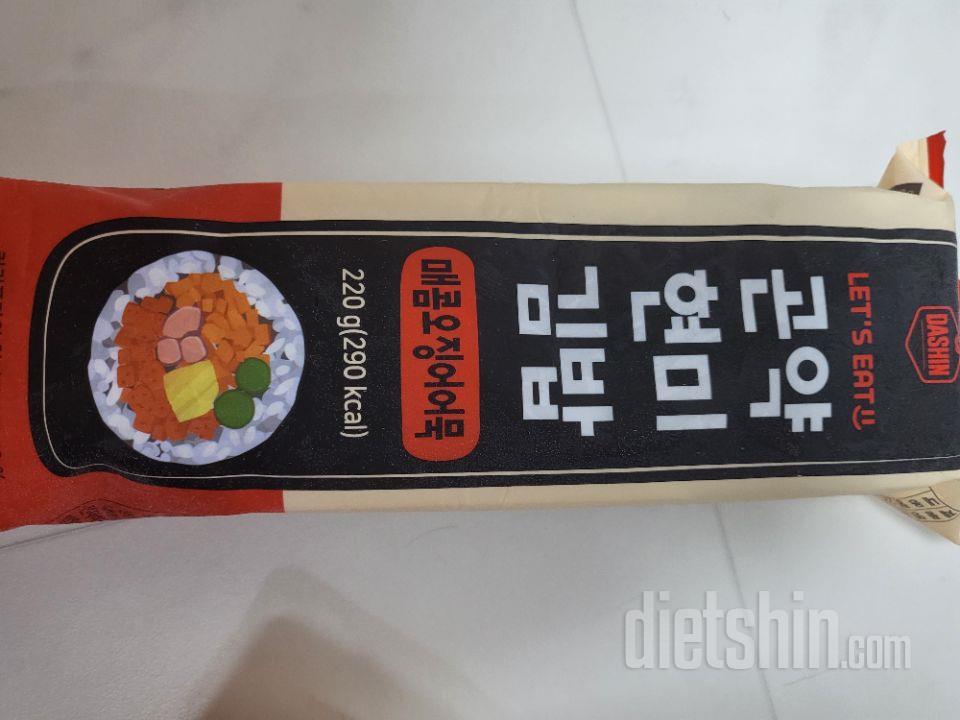 DASHIN
LET'S EAT
곤약
현미
김밥
매콤오징어어묵
220 g(290 kcal)
dietshin.com